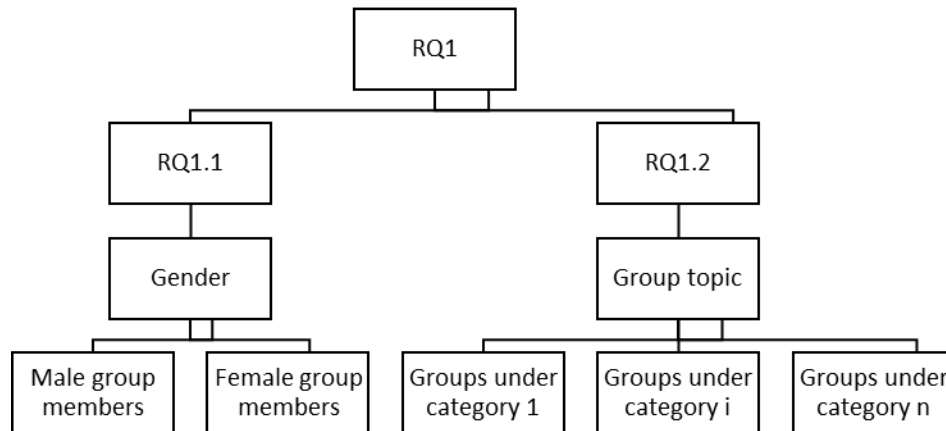 RQ1
RQ1.1
RQ1.2
Gender
Group topic
Male group
members
Female group
members
Groups under
category 1
Groups under
category i
Groups under
category n